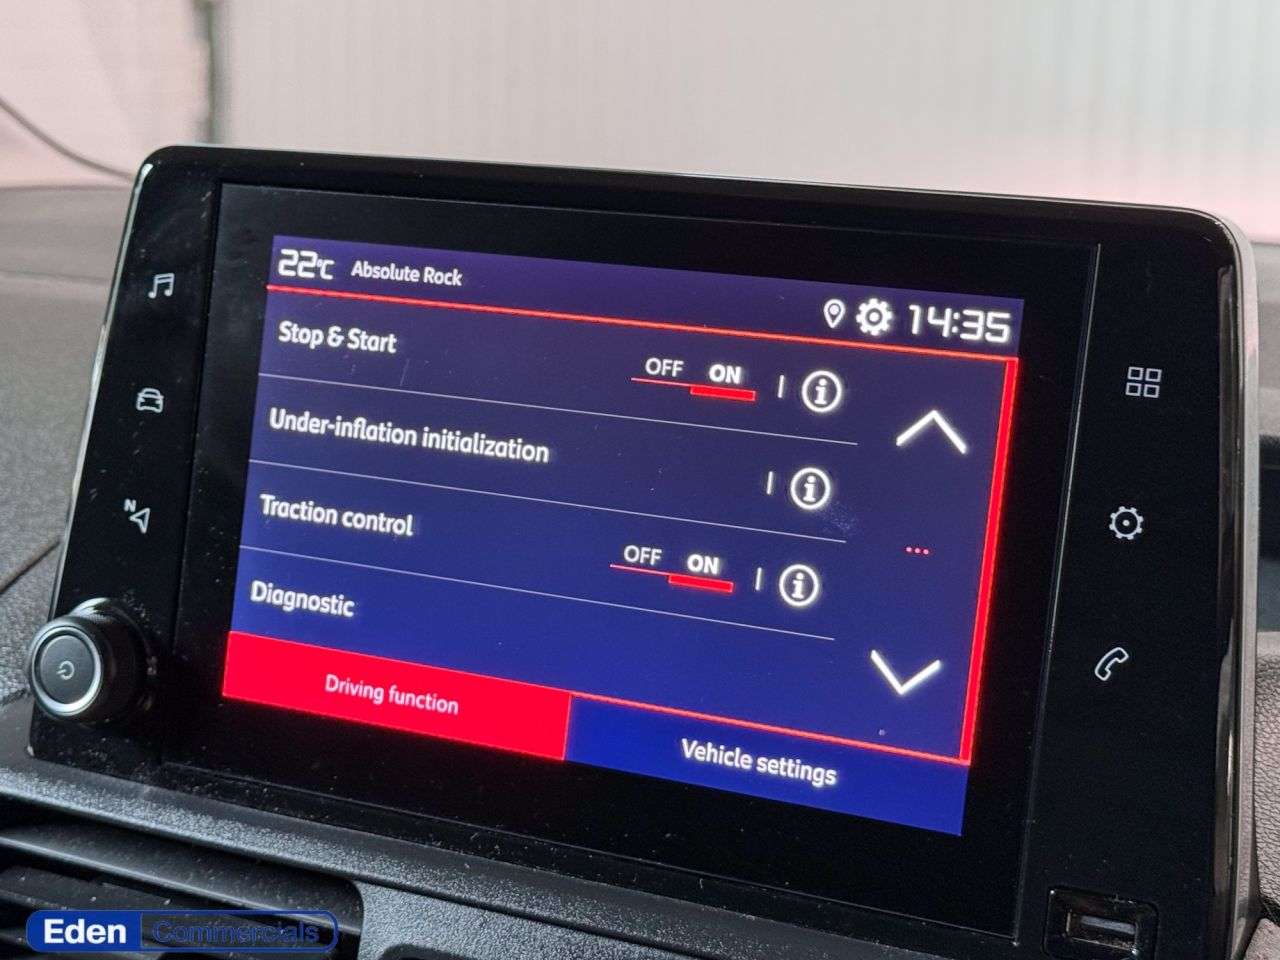 22°C Absolute Rock 14:35
Stop & Start OFF ON i
Under-inflation initialization i
Traction control OFF ON i
Diagnostic
Driving function Vehicle settings
N
Eden Commercials